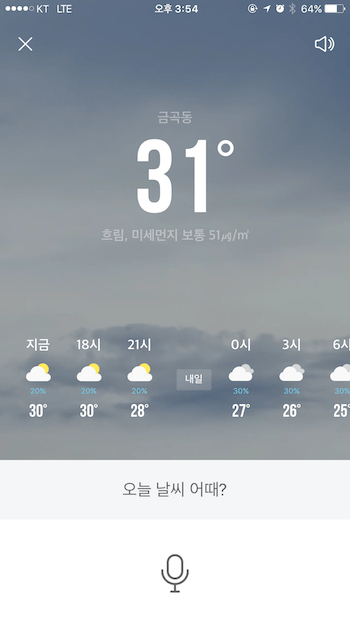 KT LTE 오후 3:54 64%
금곡동
31°
흐림, 미세먼지 보통 51㎍/㎥
지금 18시 21시 0시 3시 6시
내일
20% 20% 20% 30% 30% 30%
30° 30° 28° 27° 26° 25°
오늘 날씨 어때?